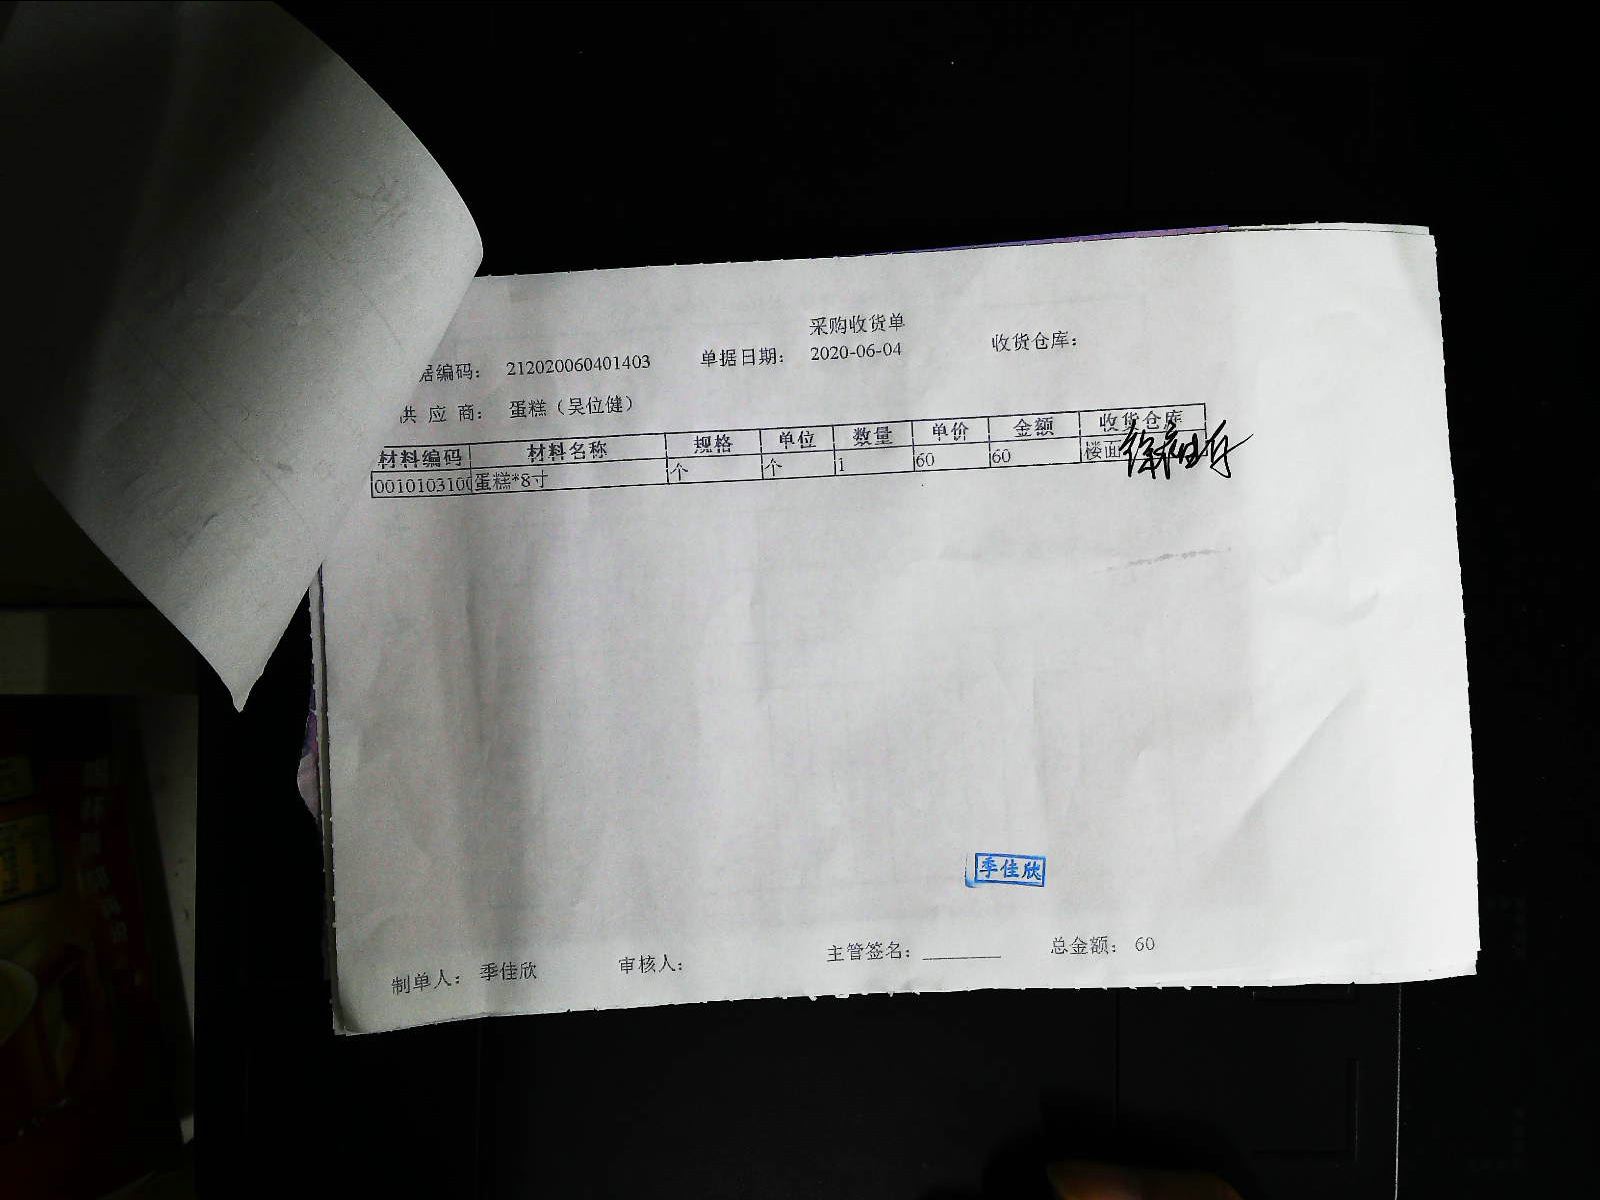 采购收货单
据编码： 212020060401403 单据日期： 2020-06-04 收货仓库：
供 应 商： 蛋糕（吴位健）
材料编码 材料名称 规格 单位 数量 单价 金额 收货仓库
0010103100 蛋糕*8寸 个 个 1 60 60 楼面
季佳欣
制单人： 季佳欣 审核人： 主管签名：________ 总金额： 60